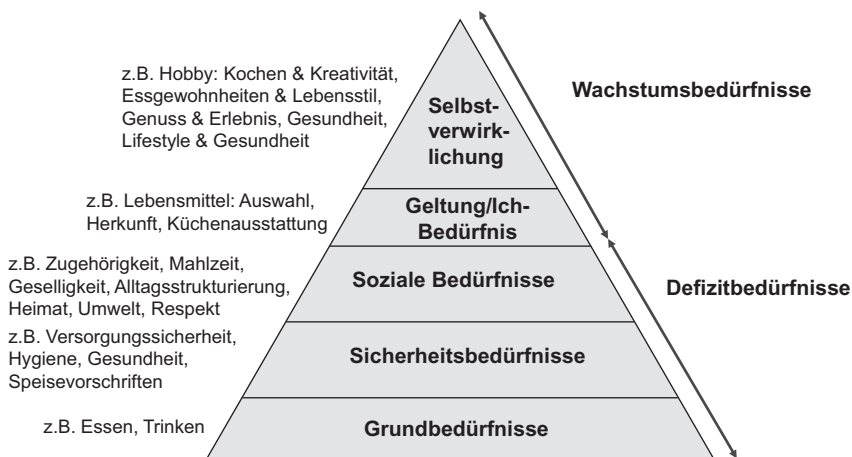 z.B. Hobby: Kochen & Kreativität,
Essgewohnheiten & Lebensstil,
Genuss & Erlebnis, Gesundheit,
Lifestyle & Gesundheit
Selbst-
verwirk-
lichung
Wachstumsbedürfnisse
z.B. Lebensmittel: Auswahl,
Herkunft, Küchenausstattung
Geltung/Ich-
Bedürfnis
z.B. Zugehörigkeit, Mahlzeit,
Geselligkeit, Alltagsstrukturierung,
Heimat, Umwelt, Respekt
Soziale Bedürfnisse
Defizitbedürfnisse
z.B. Versorgungssicherheit,
Hygiene, Gesundheit,
Speisevorschriften
Sicherheitsbedürfnisse
z.B. Essen, Trinken
Grundbedürfnisse